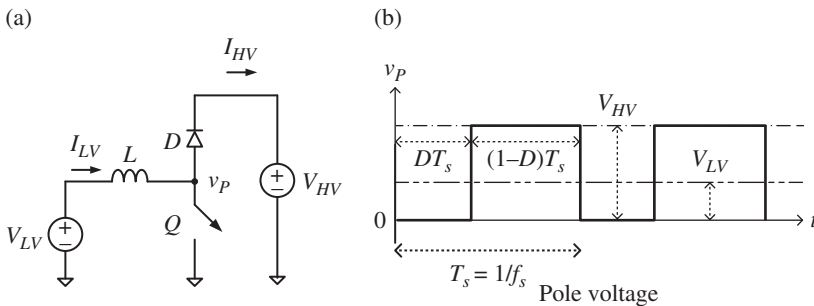 (a)
I_HV
I_LV
L
D
v_P
V_HV
Q
V_LV
(b)
v_P
V_HV
DT_s
(1–D)T_s
V_LV
0
t
T_s = 1/f_s
Pole voltage